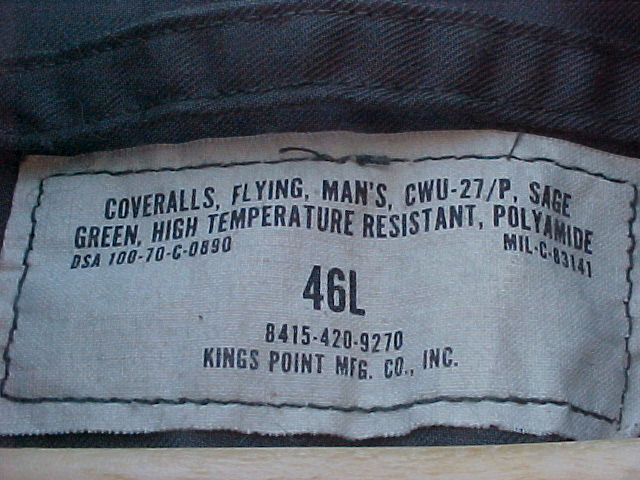 COVERALLS, FLYING, MAN'S, CWU-27/P, SAGE
GREEN, HIGH TEMPERATURE RESISTANT, POLYAMIDE
DSA 100-70-C-0890 MIL-C-83141
46L
8415-420-9270
KINGS POINT MFG. CO., INC.